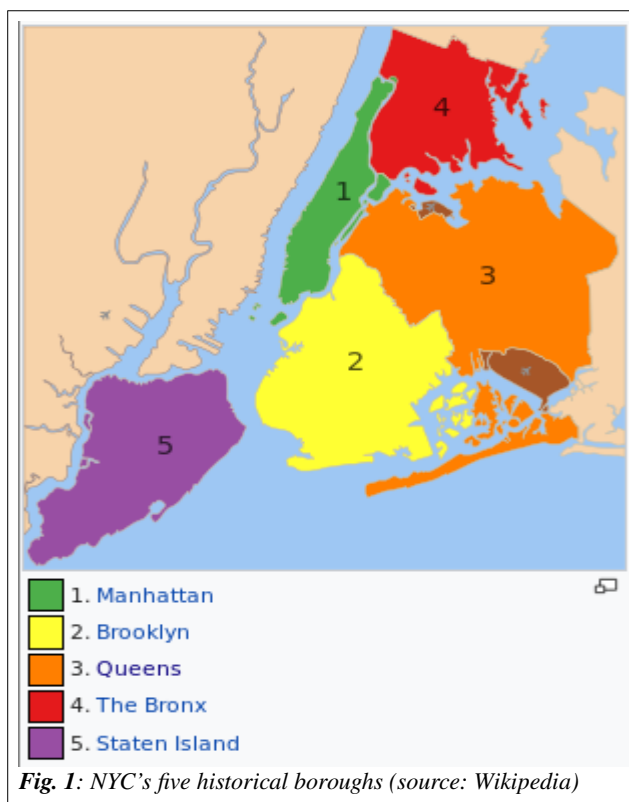 4
1
3
2
5
1. Manhattan
2. Brooklyn
3. Queens
4. The Bronx
5. Staten Island
Fig. 1: NYC's five historical boroughs (source: Wikipedia)